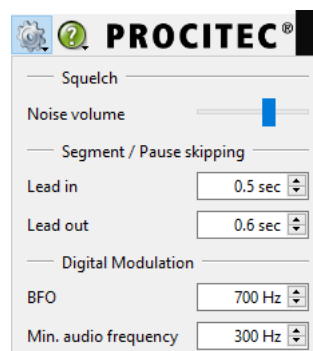 PROCITEC®
Squelch
Noise volume
Segment / Pause skipping
Lead in 0.5 sec
Lead out 0.6 sec
Digital Modulation
BFO 700 Hz
Min. audio frequency 300 Hz